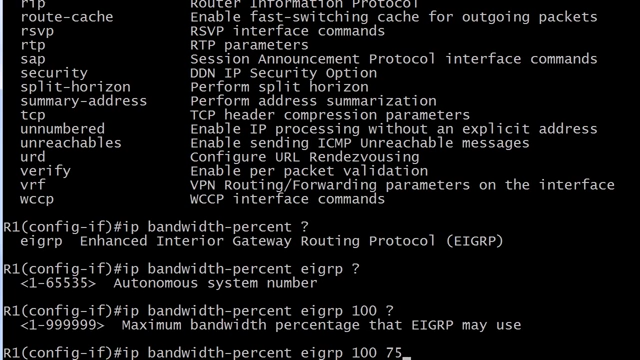 rip Router Information Protocol
route-cache Enable fast-switching cache for outgoing packets
rsvp RSVP interface commands
rtp RTP parameters
sap Session Announcement Protocol interface commands
security DDN IP Security Option
split-horizon Perform split horizon
summary-address Perform address summarization
tcp TCP header compression parameters
unnumbered Enable IP processing without an explicit address
unreachables Enable sending ICMP Unreachable messages
urd Configure URL Rendezvousing
verify Enable per packet validation
vrf VPN Routing/Forwarding parameters on the interface
wccp WCCP interface commands
R1(config-if)#ip bandwidth-percent ?
eigrp Enhanced Interior Gateway Routing Protocol (EIGRP)
R1(config-if)#ip bandwidth-percent eigrp ?
<1-65535> Autonomous system number
R1(config-if)#ip bandwidth-percent eigrp 100 ?
<1-999999> Maximum bandwidth percentage that EIGRP may use
R1(config-if)#ip bandwidth-percent eigrp 100 75